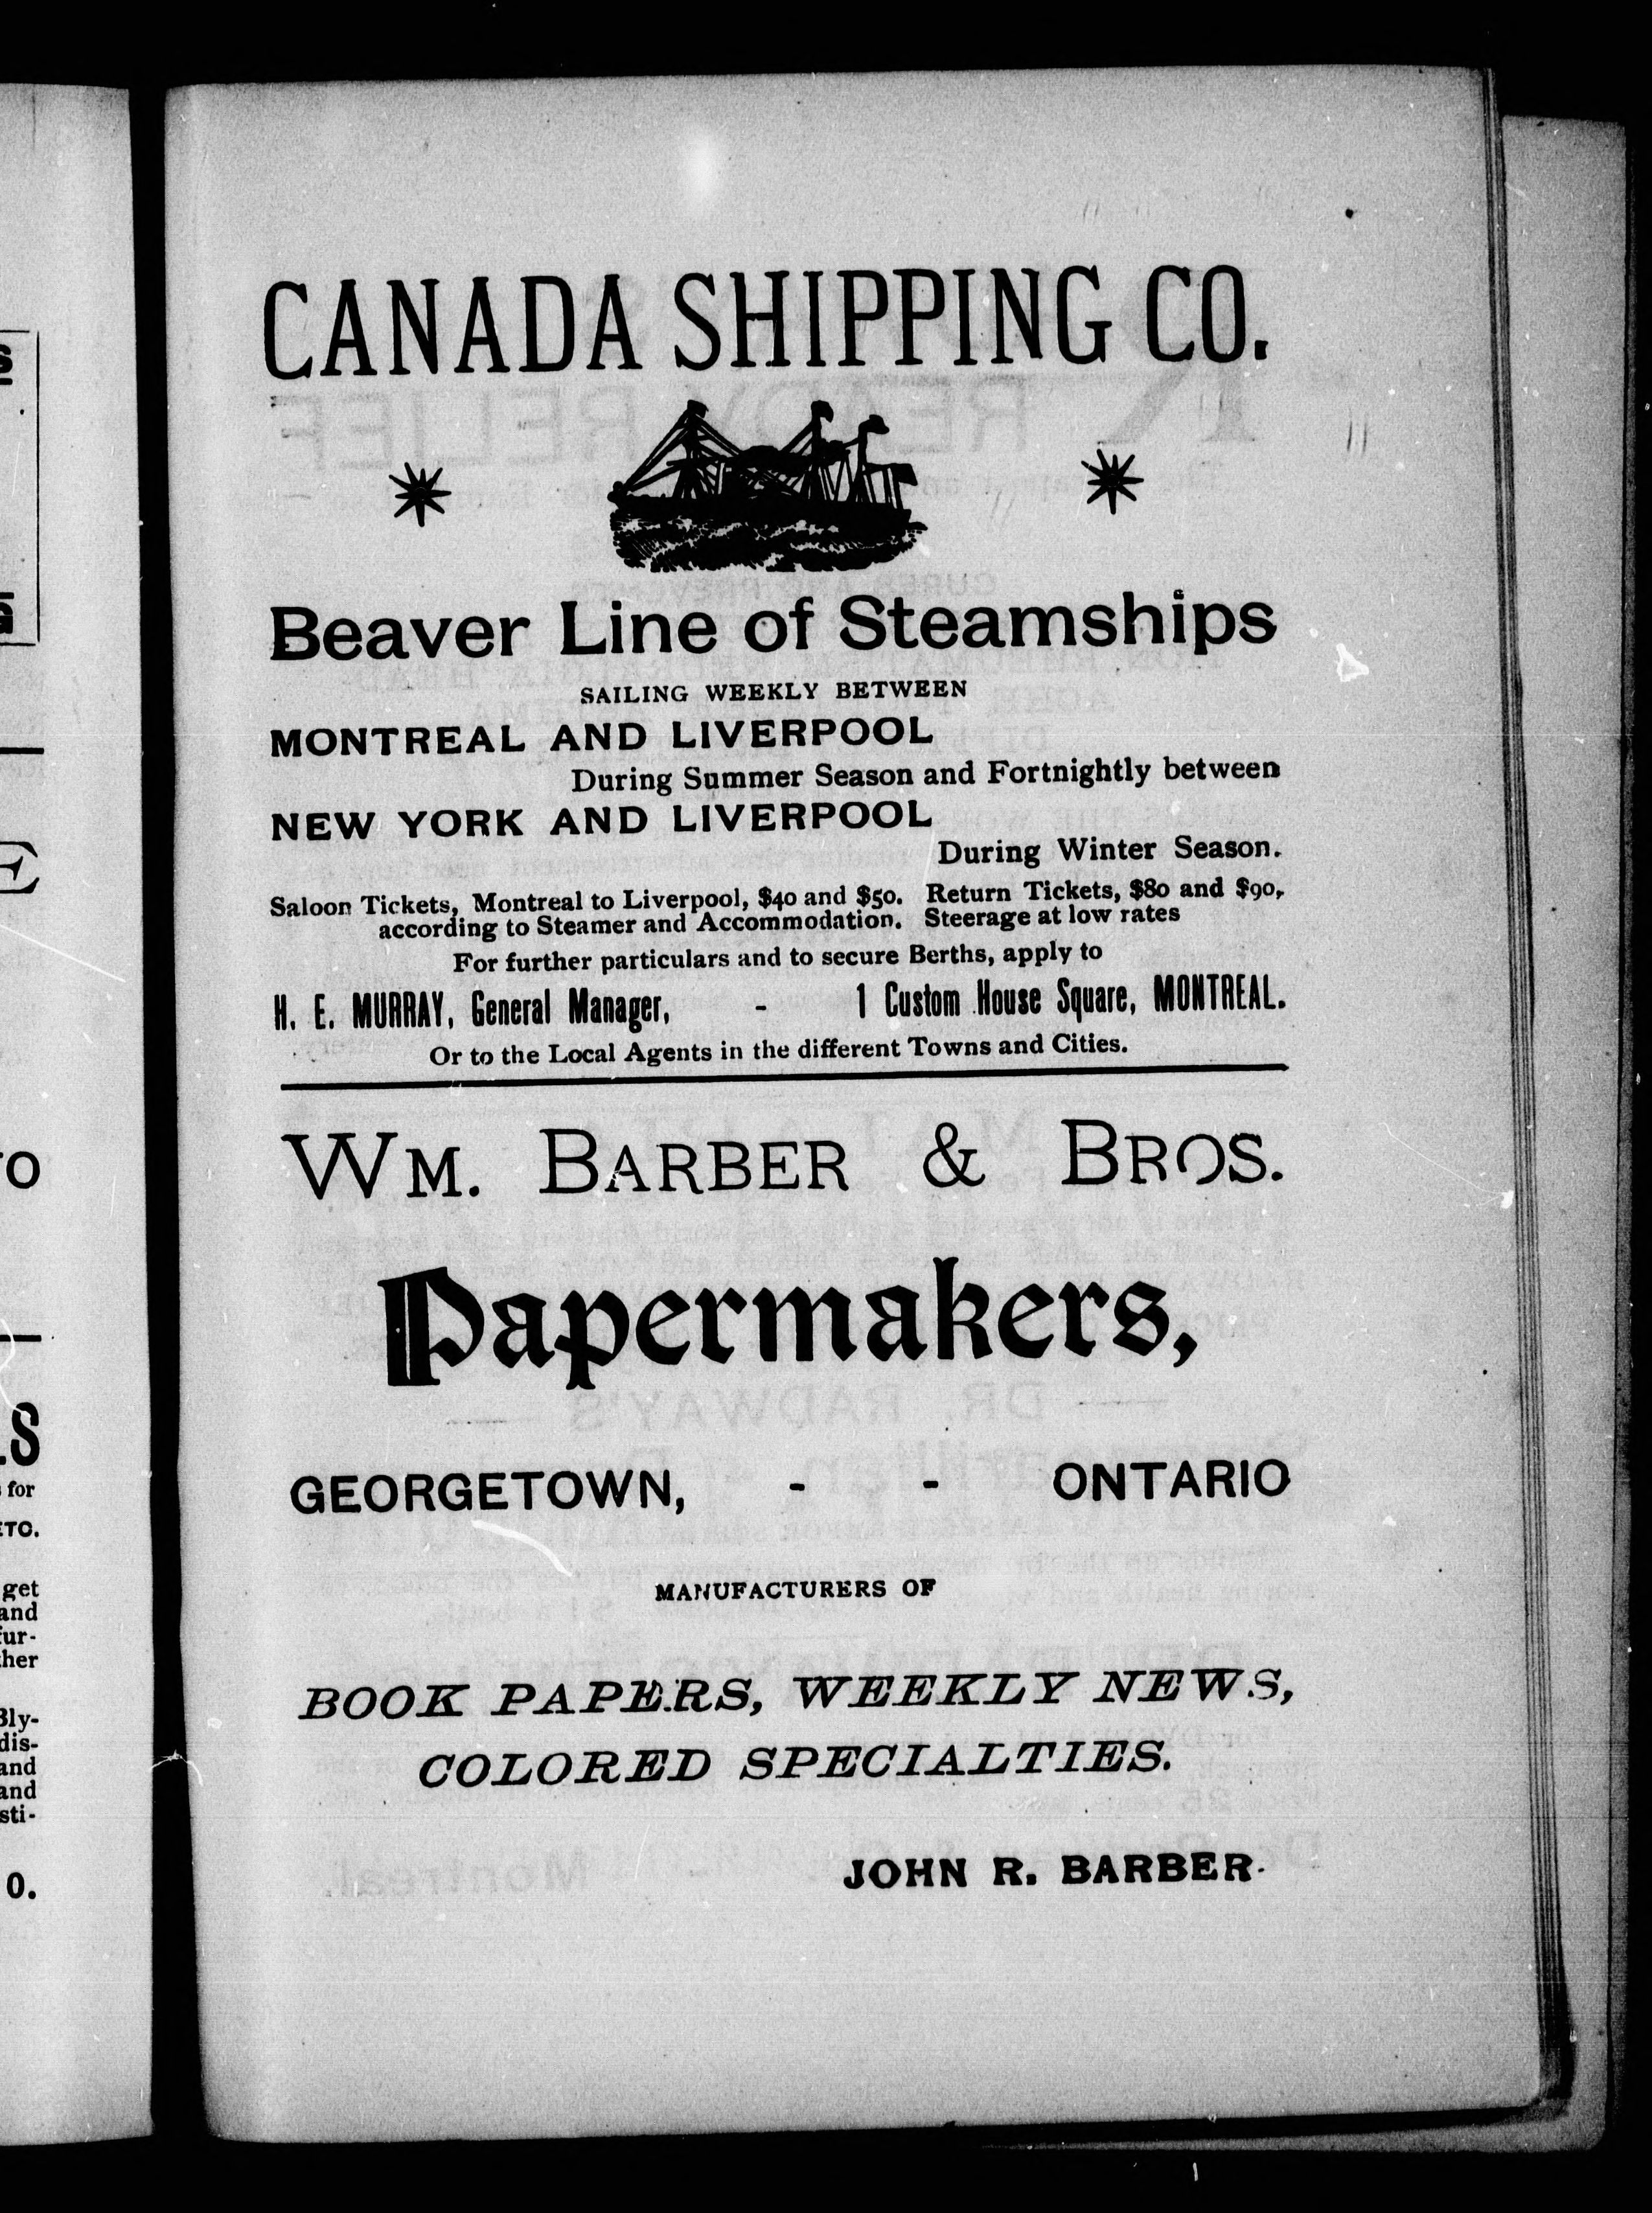 CANADA SHIPPING CO.
Beaver Line of Steamships
SAILING WEEKLY BETWEEN
MONTREAL AND LIVERPOOL
During Summer Season and Fortnightly between
NEW YORK AND LIVERPOOL
During Winter Season.
Saloon Tickets, Montreal to Liverpool, $40 and $50. Return Tickets, $80 and $90,
according to Steamer and Accommodation. Steerage at low rates
For further particulars and to secure Berths, apply to
H. E. MURRAY, General Manager, - 1 Custom House Square, MONTREAL.
Or to the Local Agents in the different Towns and Cities.
WM. BARBER & BROS.
Papermakers,
GEORGETOWN, - - ONTARIO
MANUFACTURERS OF
BOOK PAPERS, WEEKLY NEWS,
COLORED SPECIALTIES.
JOHN R. BARBER.